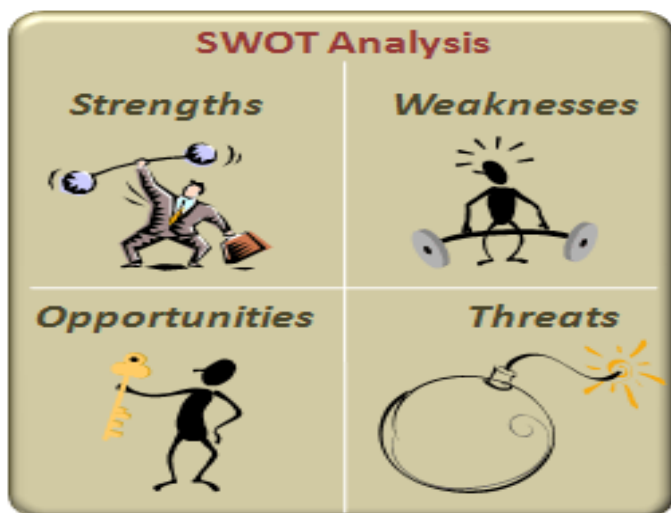 SWOT Analysis
Strengths
Weaknesses
Opportunities
Threats